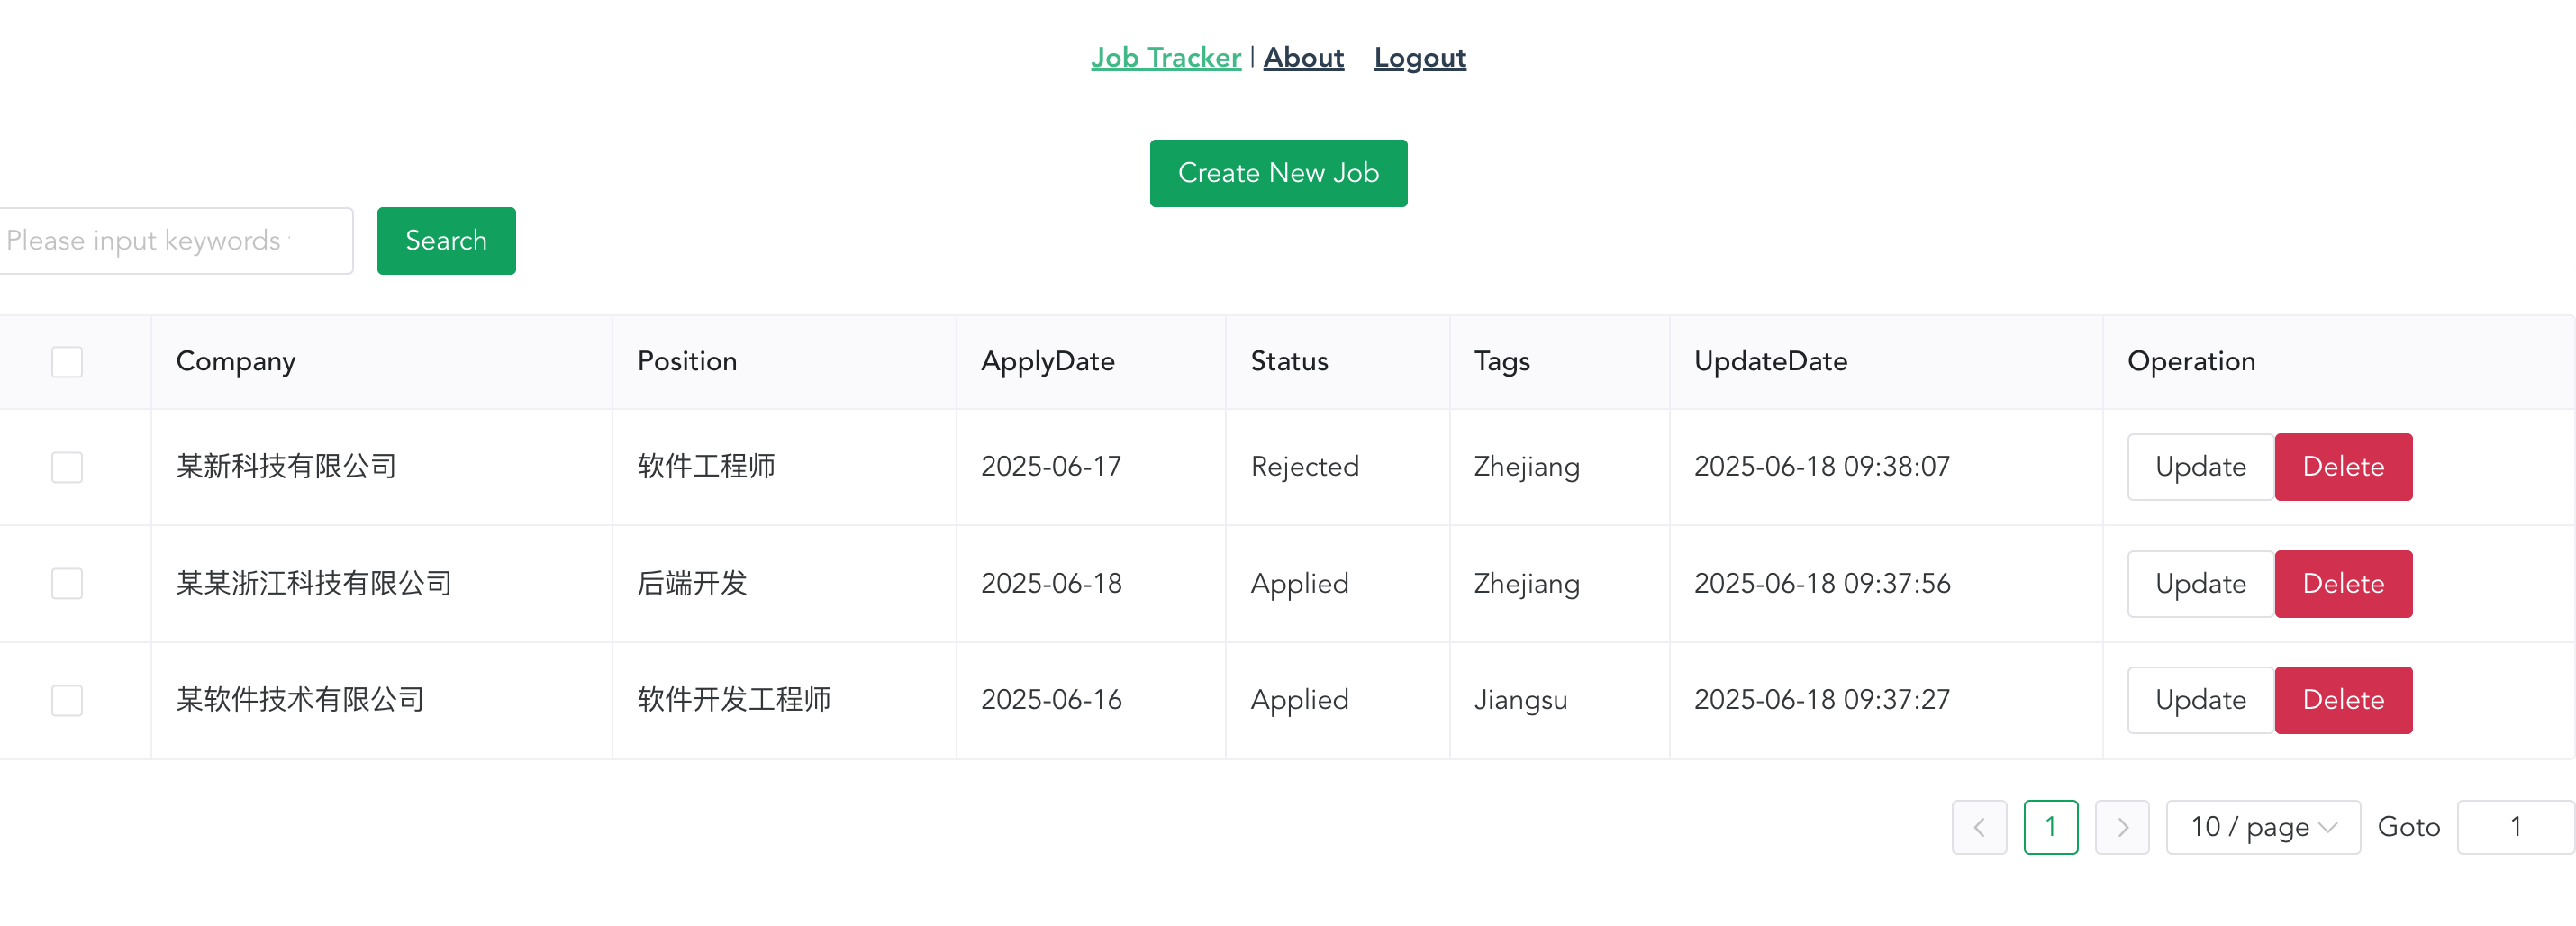 Job Tracker | About Logout
Create New Job
Please input keywords
Search
Company Position ApplyDate Status Tags UpdateDate Operation
某新科技有限公司 软件工程师 2025-06-17 Rejected Zhejiang 2025-06-18 09:38:07 Update Delete
某某浙江科技有限公司 后端开发 2025-06-18 Applied Zhejiang 2025-06-18 09:37:56 Update Delete
某软件技术有限公司 软件开发工程师 2025-06-16 Applied Jiangsu 2025-06-18 09:37:27 Update Delete
1 10 / page Goto 1